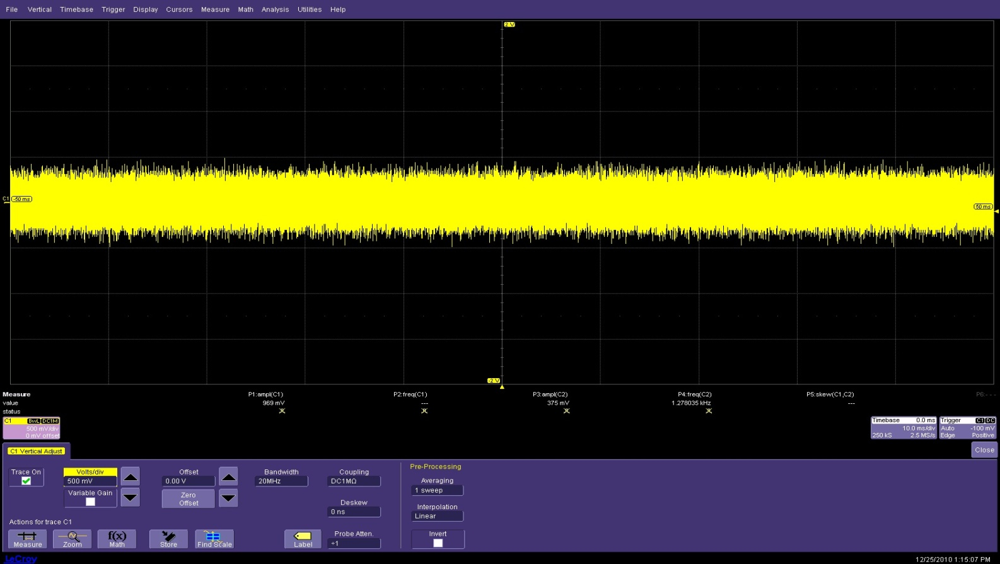 File Vertical Timebase Trigger Display Cursors Measure Math Analysis Utilities Help
2 V
C1 -50 ms
50 ms
-2 V
Measure P1:ampl(C1) P2:freq(C1) P3:ampl(C2) P4:freq(C2) P5:skew(C1,C2) P6:- - -
value 969 mV --- 375 mV 1.278035 kHz ---
status
C1 BwL DC1M
500 mV/div
0 mV offset
Timebase 0.0 ms
10.0 ms/div
250 kS 2.5 MS/s
Trigger C1 DC
Auto -100 mV
Edge Positive
C1 Vertical Adjust
Close
Trace On
Volts/div
500 mV
Variable Gain
Offset
0.00 V
Zero
Offset
Bandwidth
20MHz
Coupling
DC1MΩ
Deskew
0 ns
Probe Atten.
÷1
Pre-Processing
Averaging
1 sweep
Interpolation
Linear
Invert
Actions for trace C1
Measure
Zoom
f(x)
Math
Store
Find Scale
Label
LeCroy
12/25/2010 1:15:07 PM